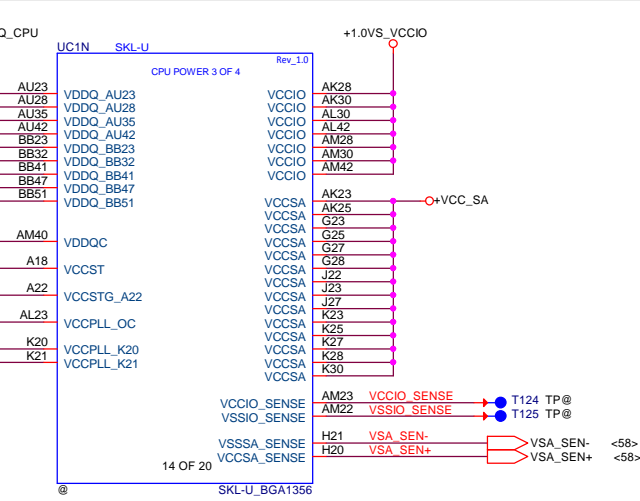 Q_CPU
+1.0VS_VCCIO
UC1N SKL-U
Rev_1.0
CPU POWER 3 OF 4
AU23 VDDQ_AU23 VCCIO AK28
AU28 VDDQ_AU28 VCCIO AK30
AU35 VDDQ_AU35 VCCIO AL30
AU42 VDDQ_AU42 VCCIO AL42
BB23 VDDQ_BB23 VCCIO AM28
BB32 VDDQ_BB32 VCCIO AM30
BB41 VDDQ_BB41 VCCIO AM42
BB47 VDDQ_BB47
BB51 VDDQ_BB51 VCCSA AK23 +VCC_SA
VCCSA AK25
VCCSA G23
AM40 VDDQC VCCSA G25
VCCSA G27
A18 VCCST VCCSA G28
VCCSA J22
A22 VCCSTG_A22 VCCSA J23
VCCSA J27
AL23 VCCPLL_OC VCCSA K23
VCCSA K25
K20 VCCPLL_K20 VCCSA K27
K21 VCCPLL_K21 VCCSA K28
VCCSA K30
VCCIO_SENSE AM23 VCCIO_SENSE T124 TP@
VSSIO_SENSE AM22 VSSIO_SENSE T125 TP@
VSSSA_SENSE H21 VSA_SEN- VSA_SEN- <58>
VCCSA_SENSE H20 VSA_SEN+ VSA_SEN+ <58>
14 OF 20
@ SKL-U_BGA1356